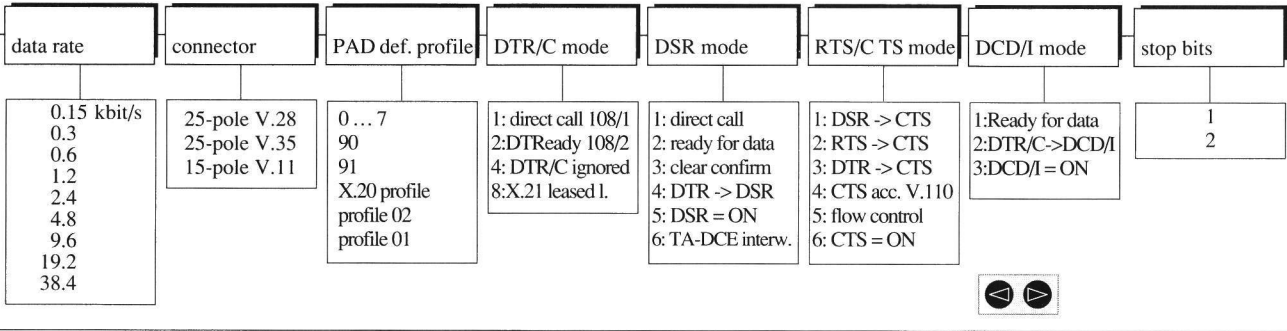 data rate
connector
PAD def. profile
DTR/C mode
DSR mode
RTS/C TS mode
DCD/I mode
stop bits
0.15 kbit/s
0.3
0.6
1.2
2.4
4.8
9.6
19.2
38.4
25-pole V.28
25-pole V.35
15-pole V.11
0 … 7
90
91
X.20 profile
profile 02
profile 01
1: direct call 108/1
2:DTReady 108/2
4: DTR/C ignored
8:X.21 leased l.
1: direct call
2: ready for data
3: clear confirm
4: DTR -> DSR
5: DSR = ON
6: TA-DCE interw.
1: DSR -> CTS
2: RTS -> CTS
3: DTR -> CTS
4: CTS acc. V.110
5: flow control
6: CTS = ON
1:Ready for data
2:DTR/C->DCD/I
3:DCD/I = ON
1
2